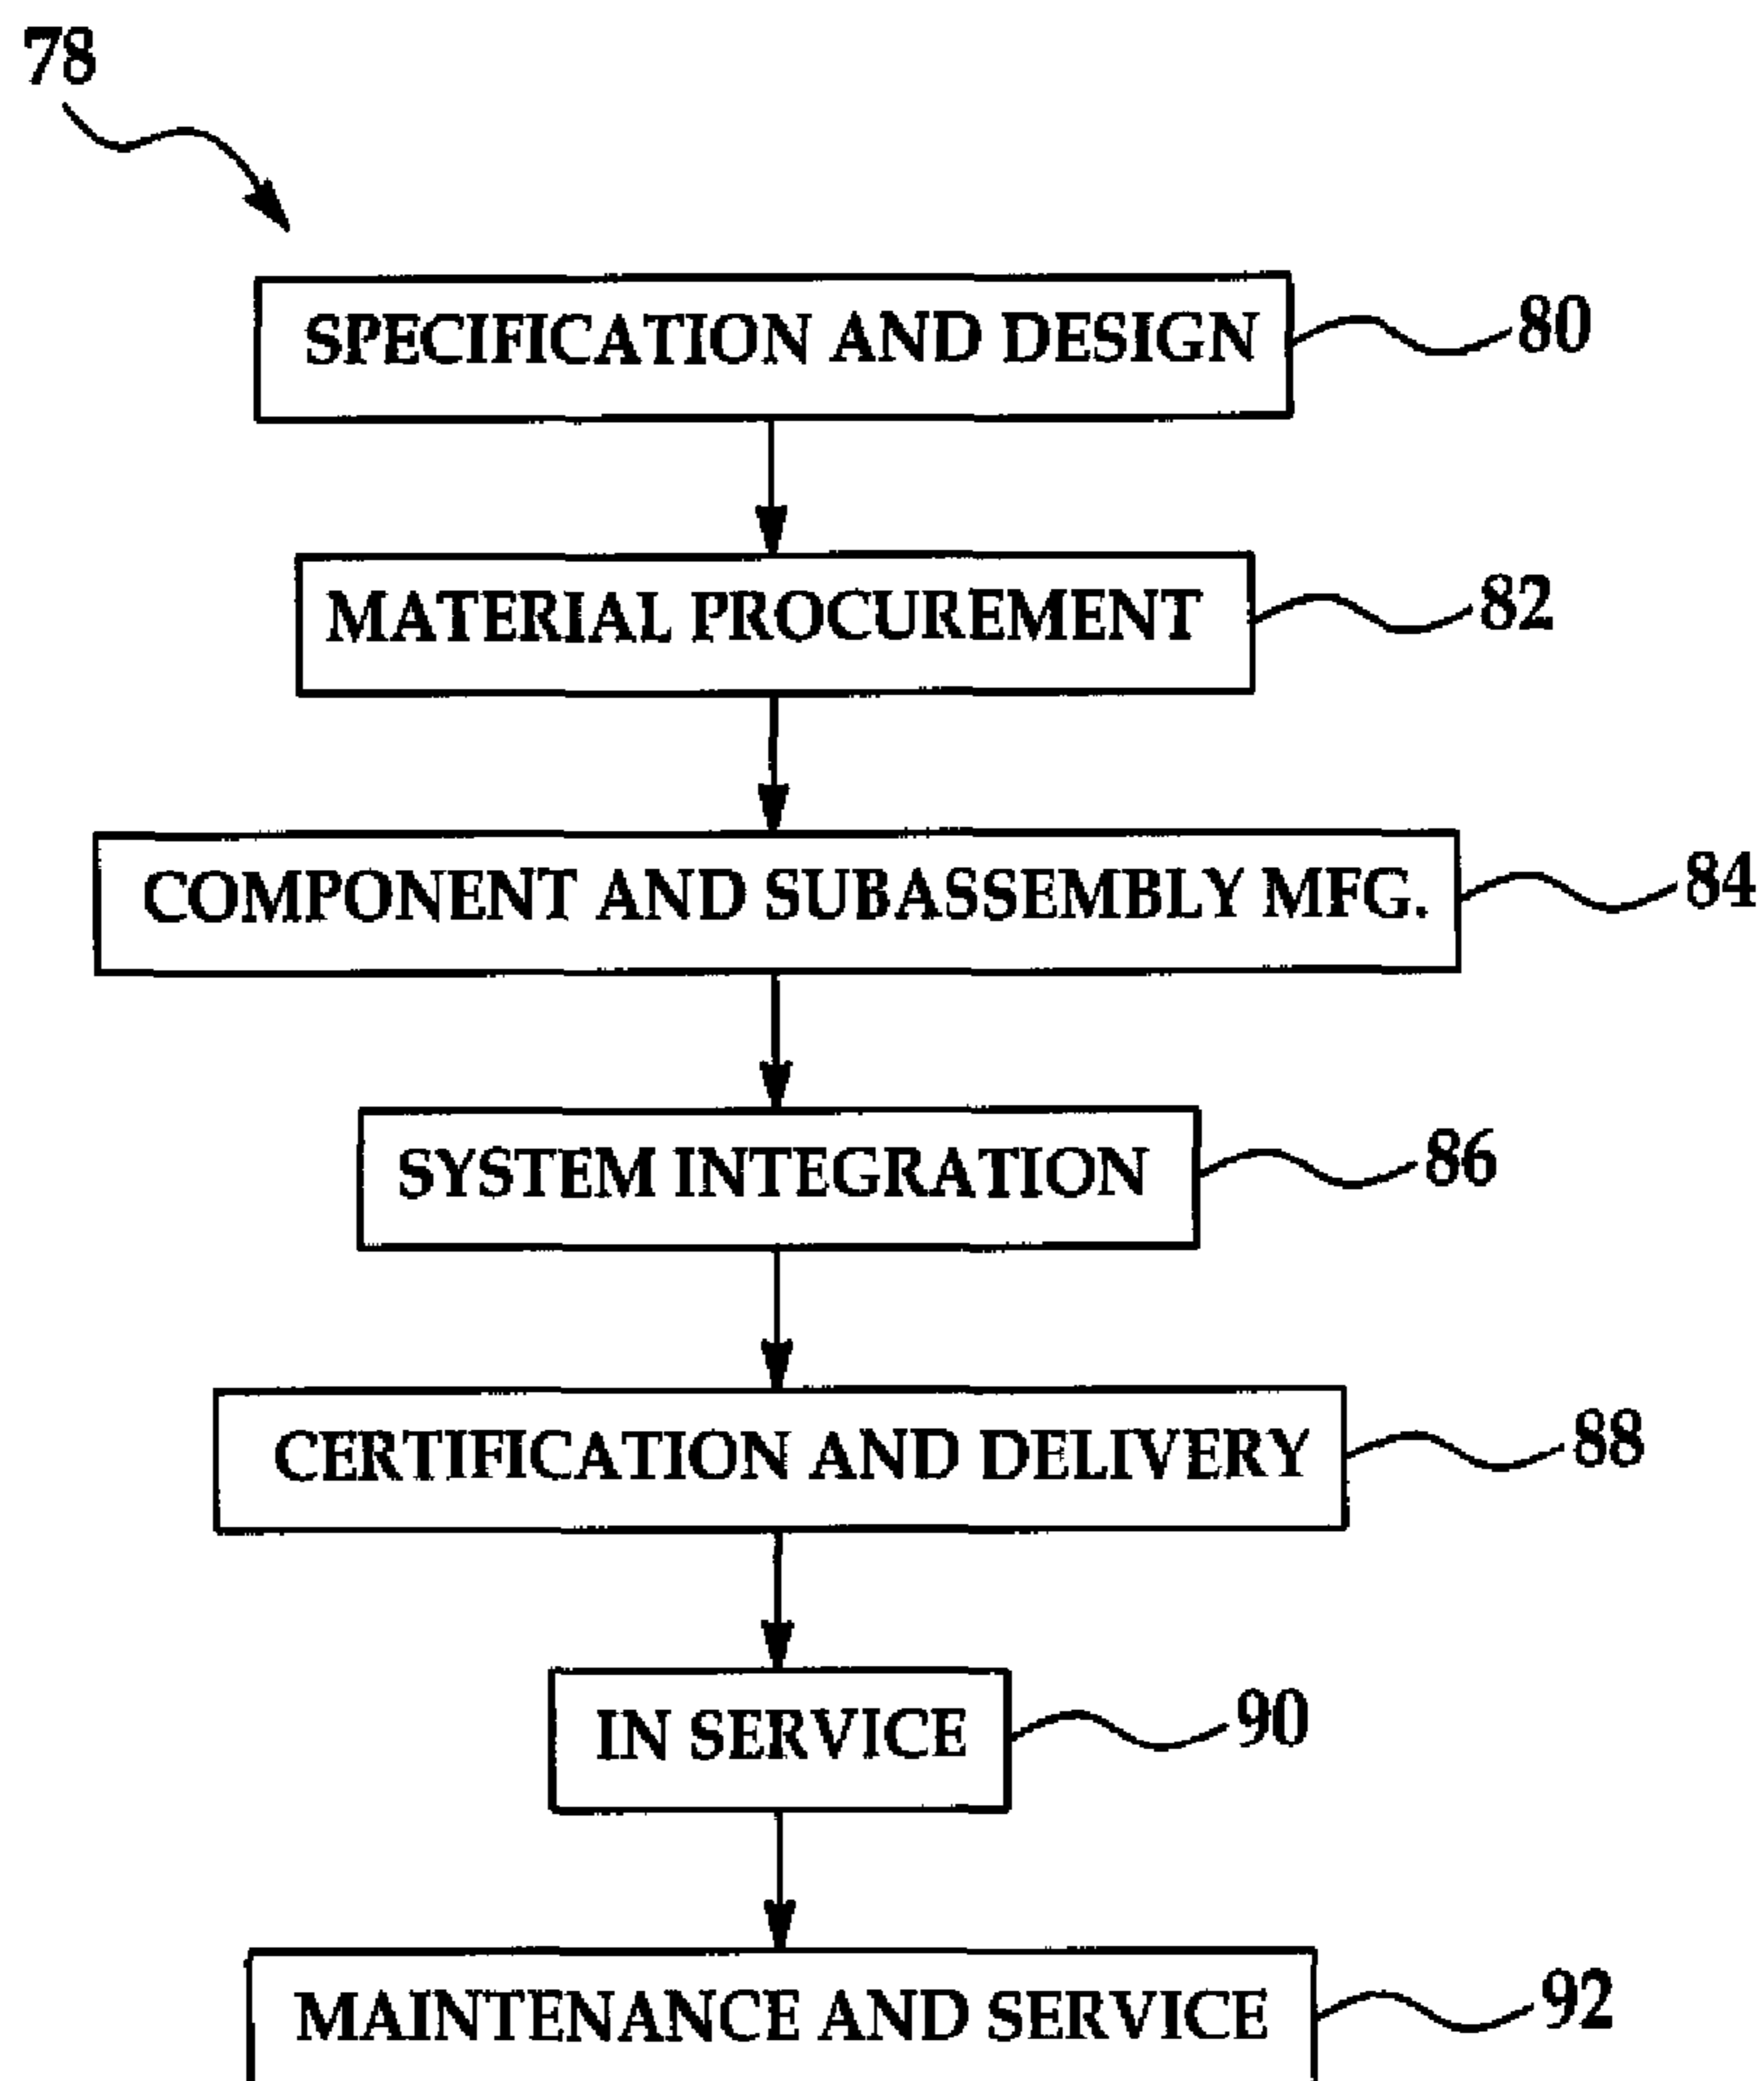 78
SPECIFICATION AND DESIGN 80
MATERIAL PROCUREMENT 82
COMPONENT AND SUBASSEMBLY MFG. 84
SYSTEM INTEGRATION 86
CERTIFICATION AND DELIVERY 88
IN SERVICE 90
MAINTENANCE AND SERVICE 92